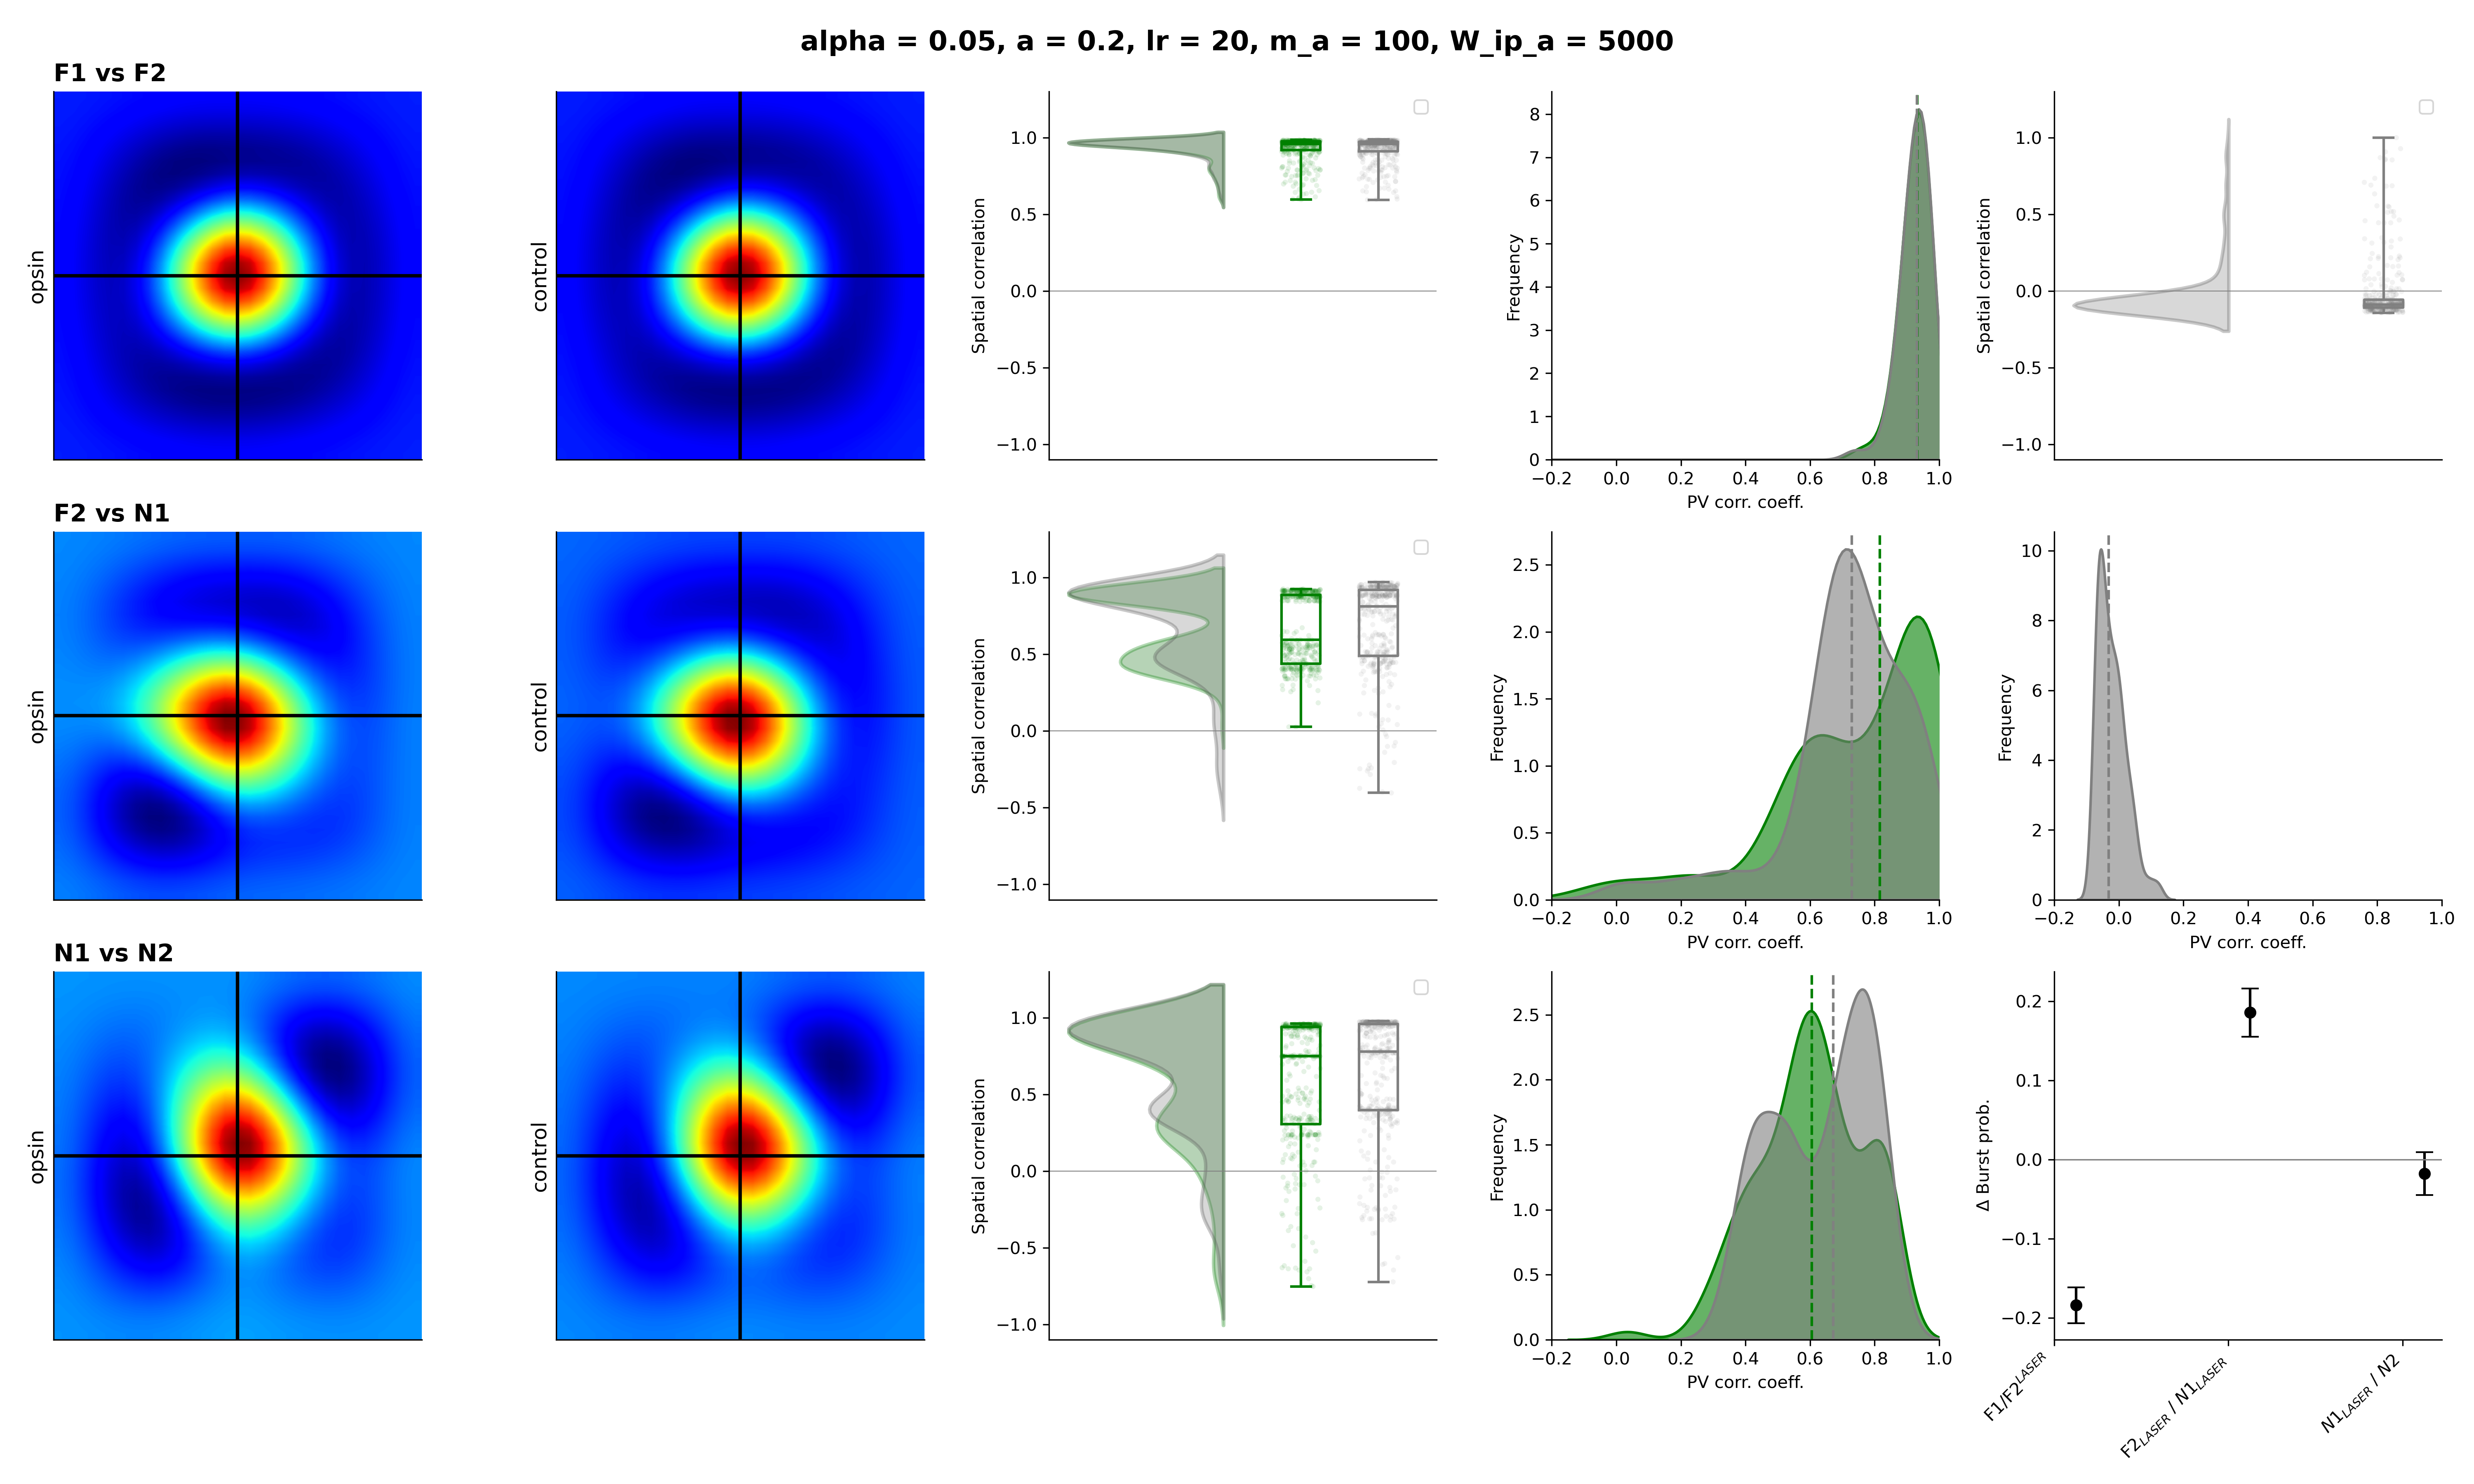 alpha = 0.05, a = 0.2, lr = 20, m_a = 100, W_ip_a = 5000
F1 vs F2
opsin
control
Spatial correlation
1.0
0.5
0.0
−0.5
−1.0
Frequency
8
7
6
5
4
3
2
1
0
−0.2 0.0 0.2 0.4 0.6 0.8 1.0
PV corr. coeff.
Spatial correlation
1.0
0.5
0.0
−0.5
−1.0
F2 vs N1
opsin
control
Spatial correlation
1.0
0.5
0.0
−0.5
−1.0
Frequency
2.5
2.0
1.5
1.0
0.5
0.0
−0.2 0.0 0.2 0.4 0.6 0.8 1.0
PV corr. coeff.
Frequency
10
8
6
4
2
0
−0.2 0.0 0.2 0.4 0.6 0.8 1.0
PV corr. coeff.
N1 vs N2
opsin
control
Spatial correlation
1.0
0.5
0.0
−0.5
−1.0
Frequency
2.5
2.0
1.5
1.0
0.5
0.0
−0.2 0.0 0.2 0.4 0.6 0.8 1.0
PV corr. coeff.
Δ Burst prob.
0.2
0.1
0.0
−0.1
−0.2
F1/F2^LASER
F2_LASER / N1_LASER
N1_LASER / N2